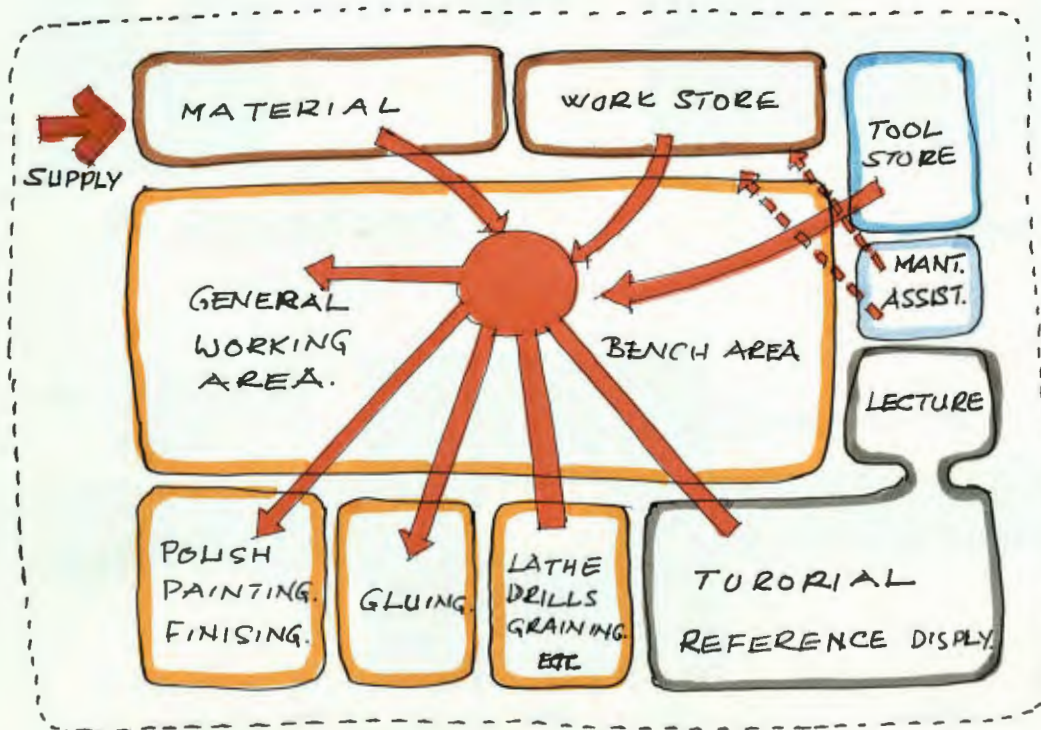 MATERIAL
WORK STORE
TOOL
STORE
SUPPLY
MANT.
ASSIST.
GENERAL
WORKING
AREA.
BENCH AREA
LECTURE
POLISH
PAINTING.
FINISING.
GLUING.
LATHE
DRILLS
GRAINING.
ETC
TURORIAL
REFERENCE DISPLY.